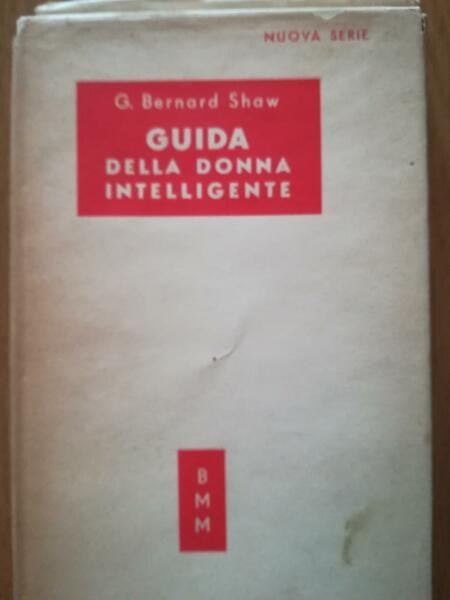 NUOVA SERIE
G. Bernard Shaw
GUIDA
DELLA DONNA
INTELLIGENTE
B
M
M